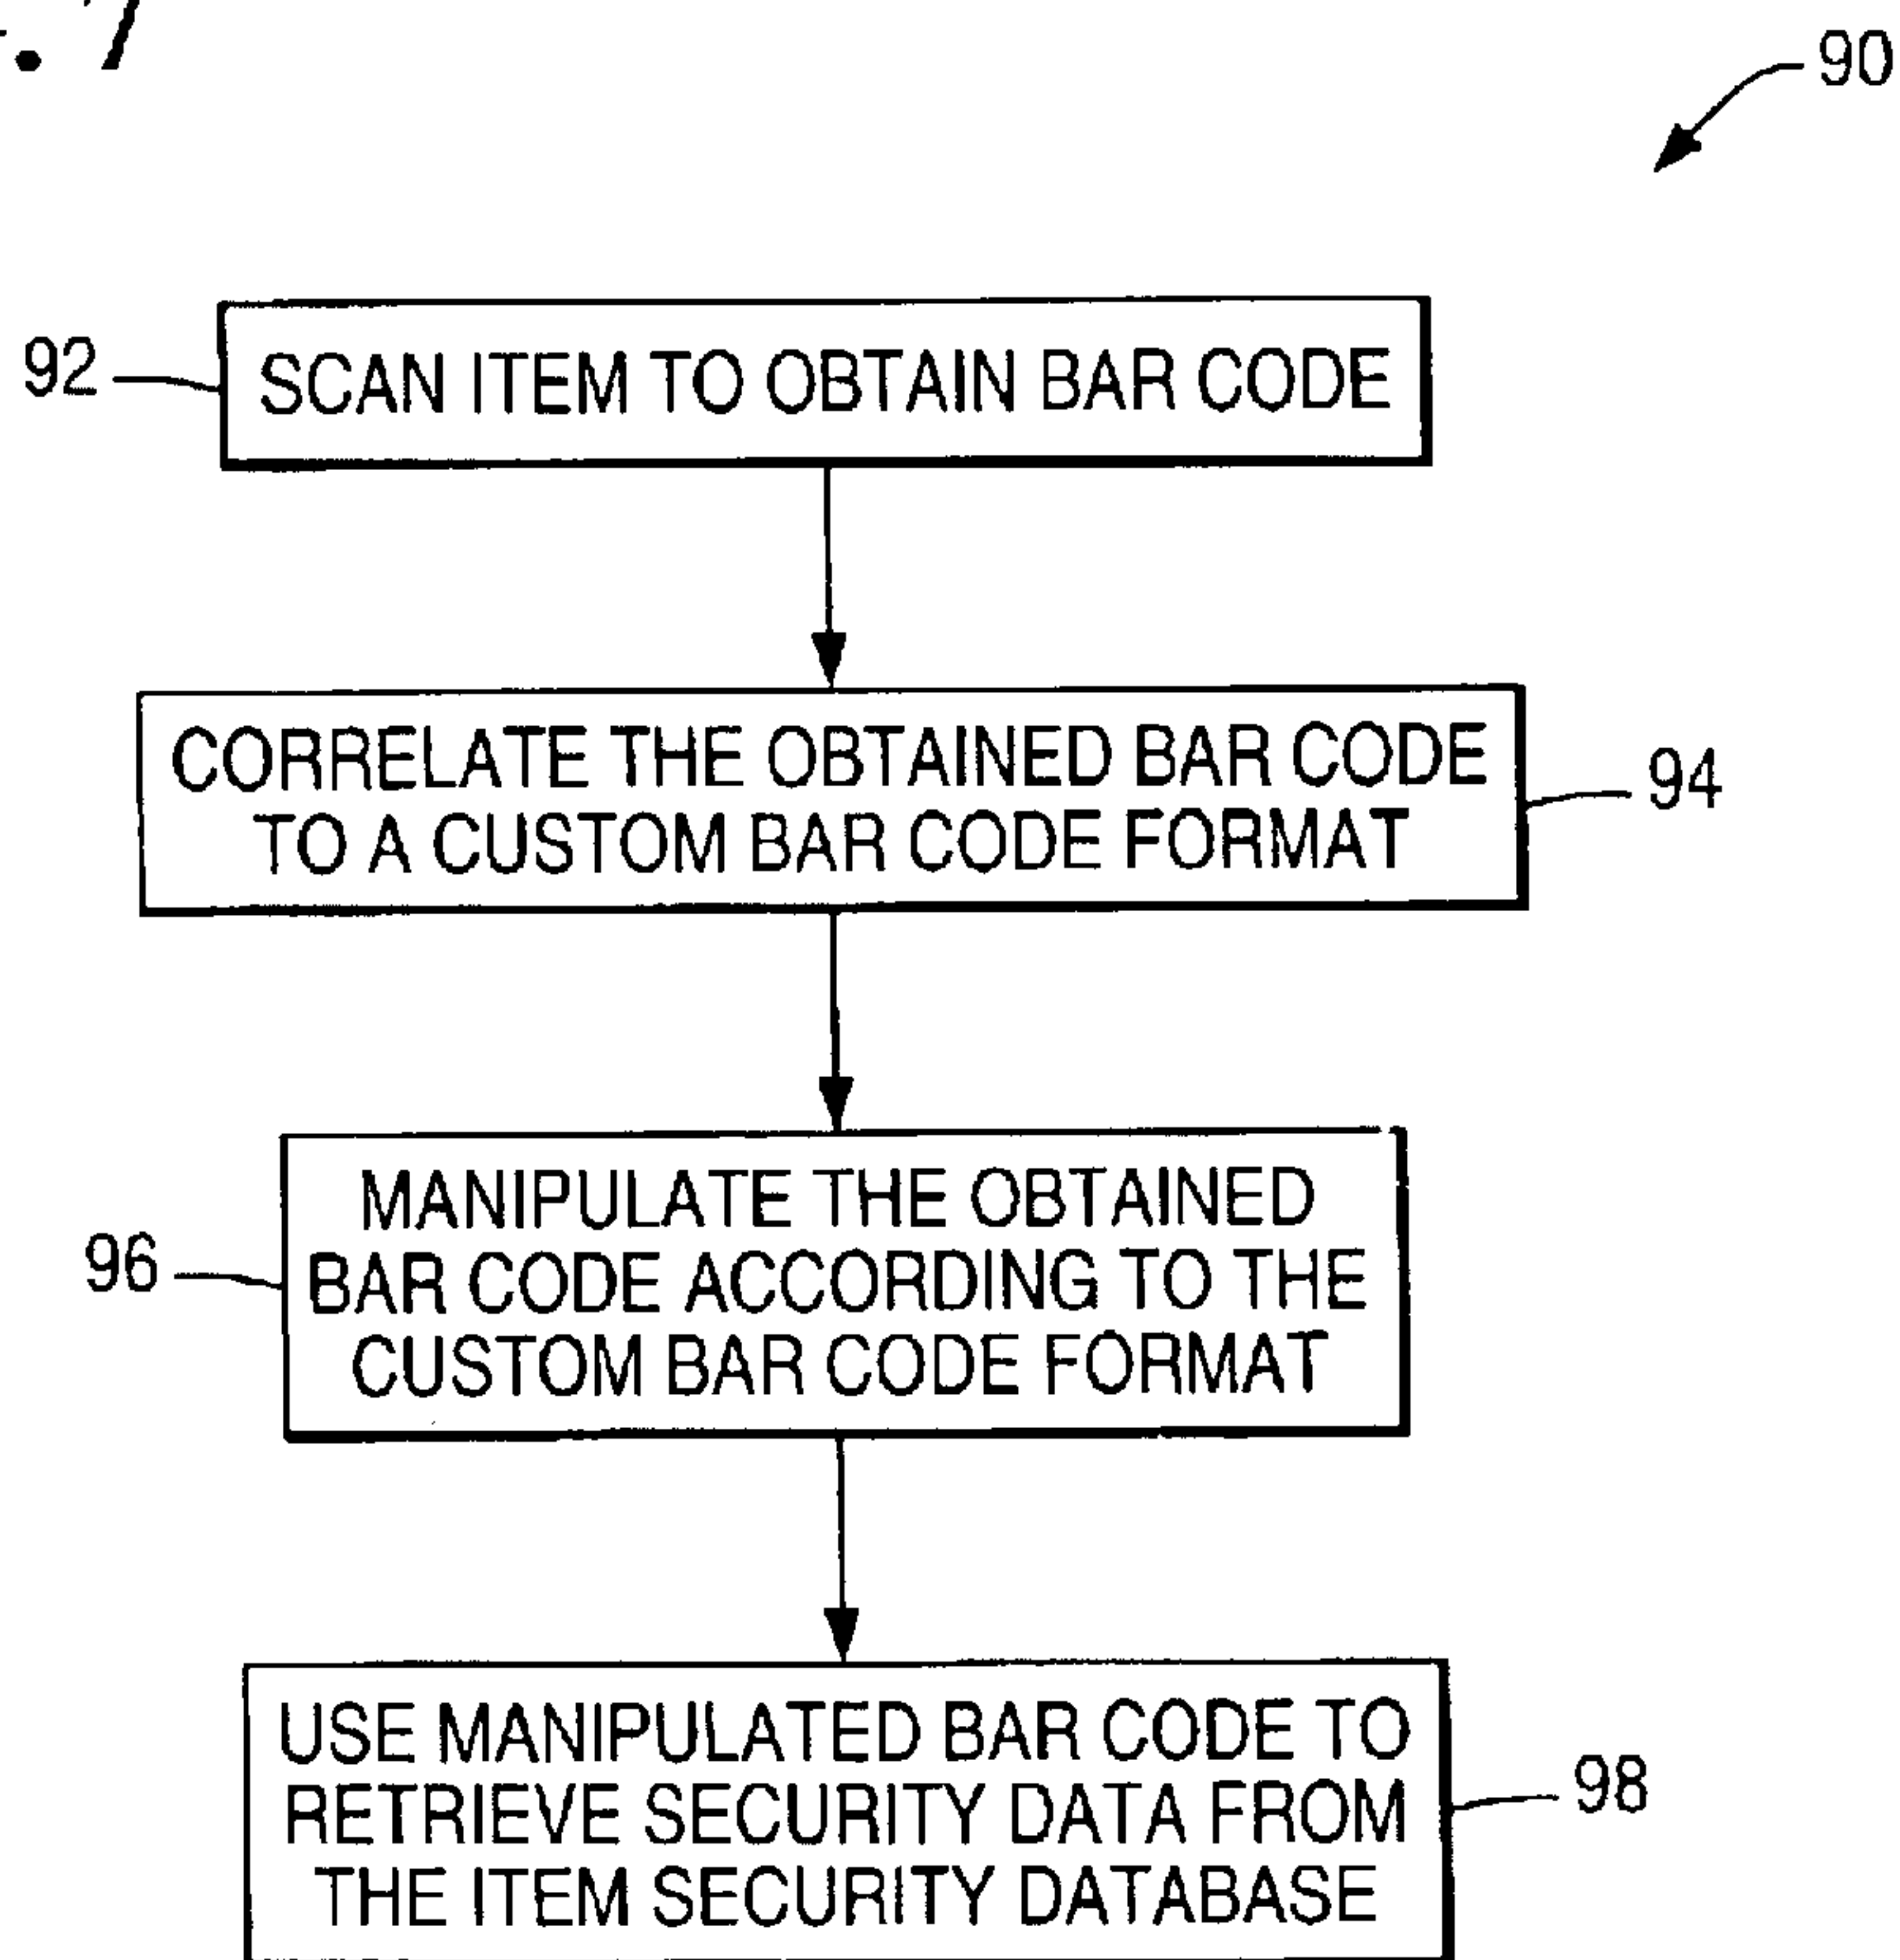 . 7
90
92
SCAN ITEM TO OBTAIN BAR CODE
CORRELATE THE OBTAINED BAR CODE
TO A CUSTOM BAR CODE FORMAT
94
96
MANIPULATE THE OBTAINED
BAR CODE ACCORDING TO THE
CUSTOM BAR CODE FORMAT
USE MANIPULATED BAR CODE TO
RETRIEVE SECURITY DATA FROM
THE ITEM SECURITY DATABASE
98